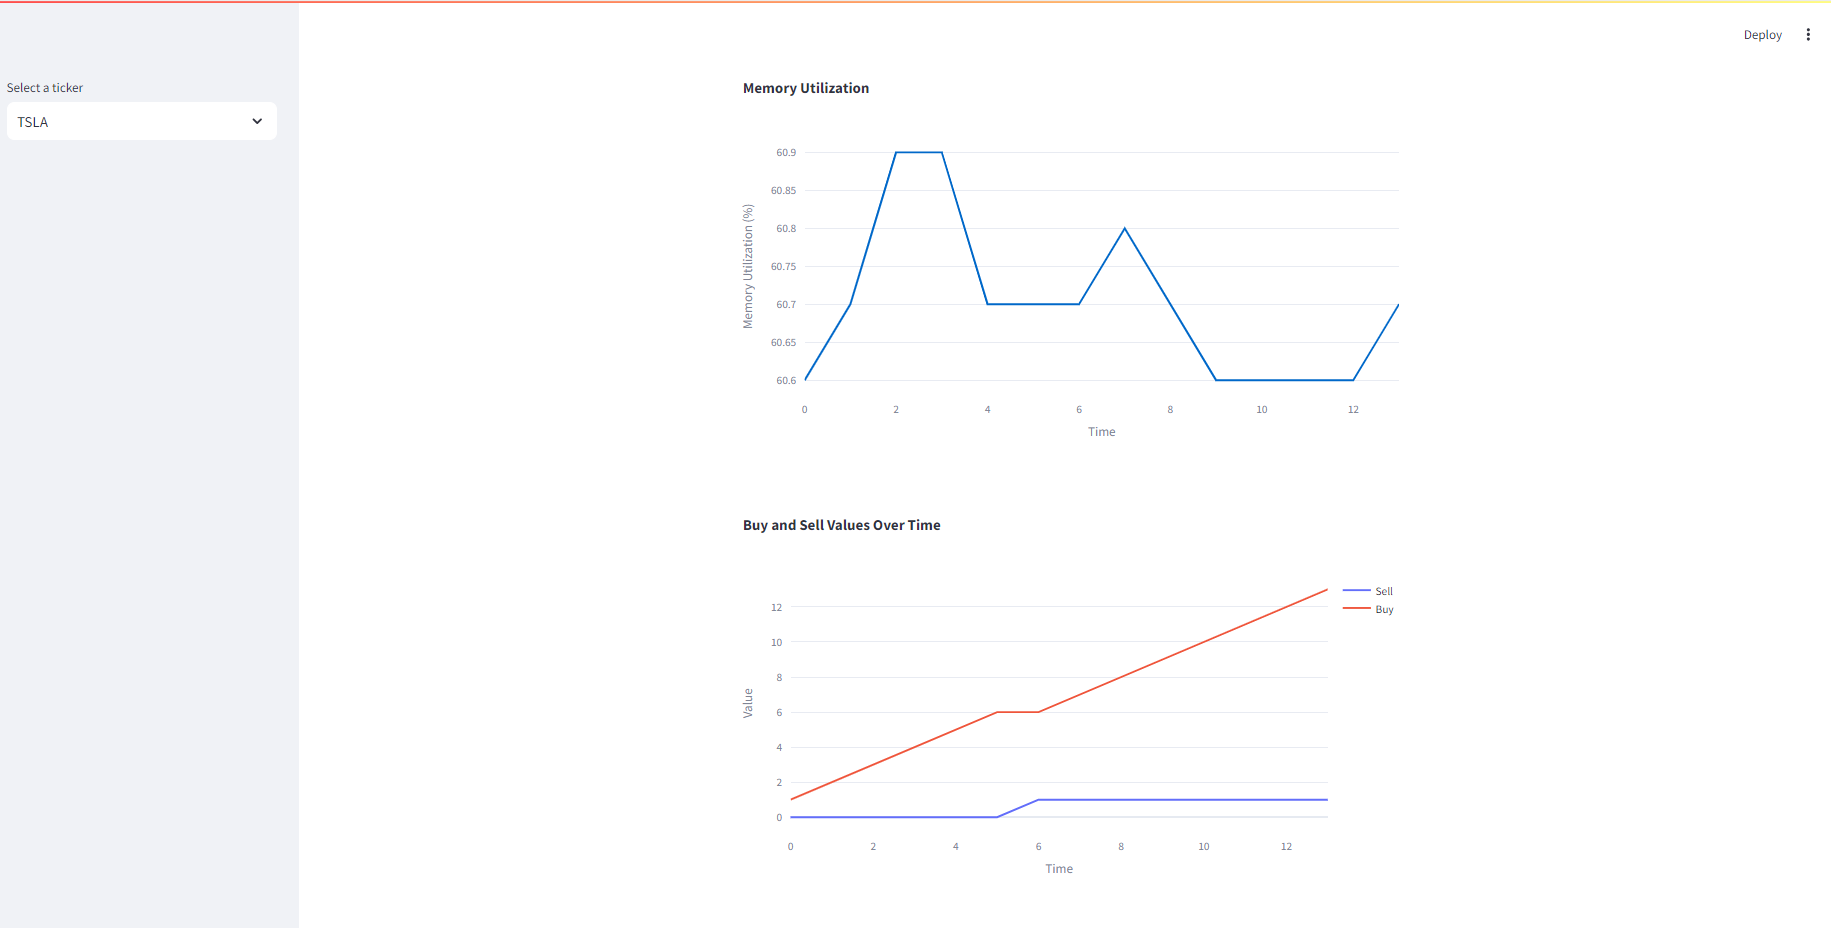 Deploy
Select a ticker
TSLA
Memory Utilization
60.9
60.85
60.8
60.75
60.7
60.65
60.6
Memory Utilization (%)
0 2 4 6 8 10 12
Time
Buy and Sell Values Over Time
Sell
Buy
12
10
8
6
4
2
0
Value
0 2 4 6 8 10 12
Time